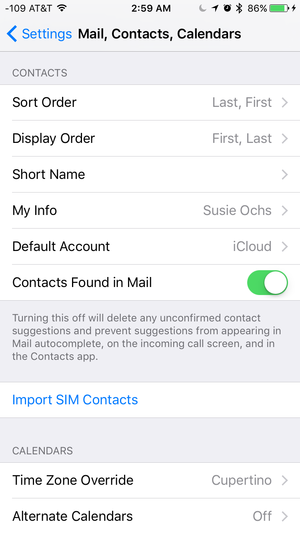 -109 AT&T 2:59 AM 86%
Settings Mail, Contacts, Calendars
CONTACTS
Sort Order Last, First
Display Order First, Last
Short Name
My Info Susie Ochs
Default Account iCloud
Contacts Found in Mail
Turning this off will delete any unconfirmed contact
suggestions and prevent suggestions from appearing in
Mail autocomplete, on the incoming call screen, and in
the Contacts app.
Import SIM Contacts
CALENDARS
Time Zone Override Cupertino
Alternate Calendars Off